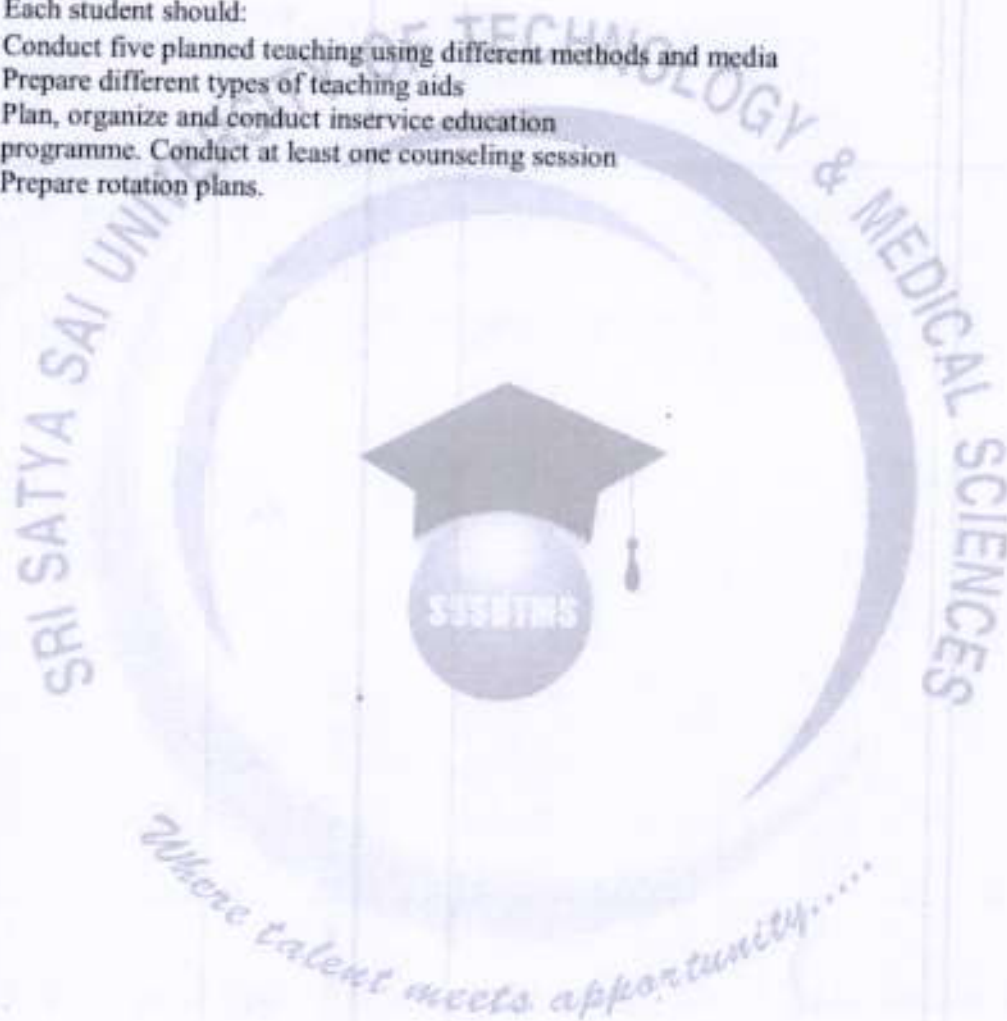 Each student should:
Conduct five planned teaching using different methods and media
Prepare different types of teaching aids
Plan, organize and conduct inservice education
programme. Conduct at least one counseling session
Prepare rotation plans.
SRI SATYA SAI UNIVERSITY OF TECHNOLOGY & MEDICAL SCIENCES
SSSUTMS
Where talent meets apportunity.....